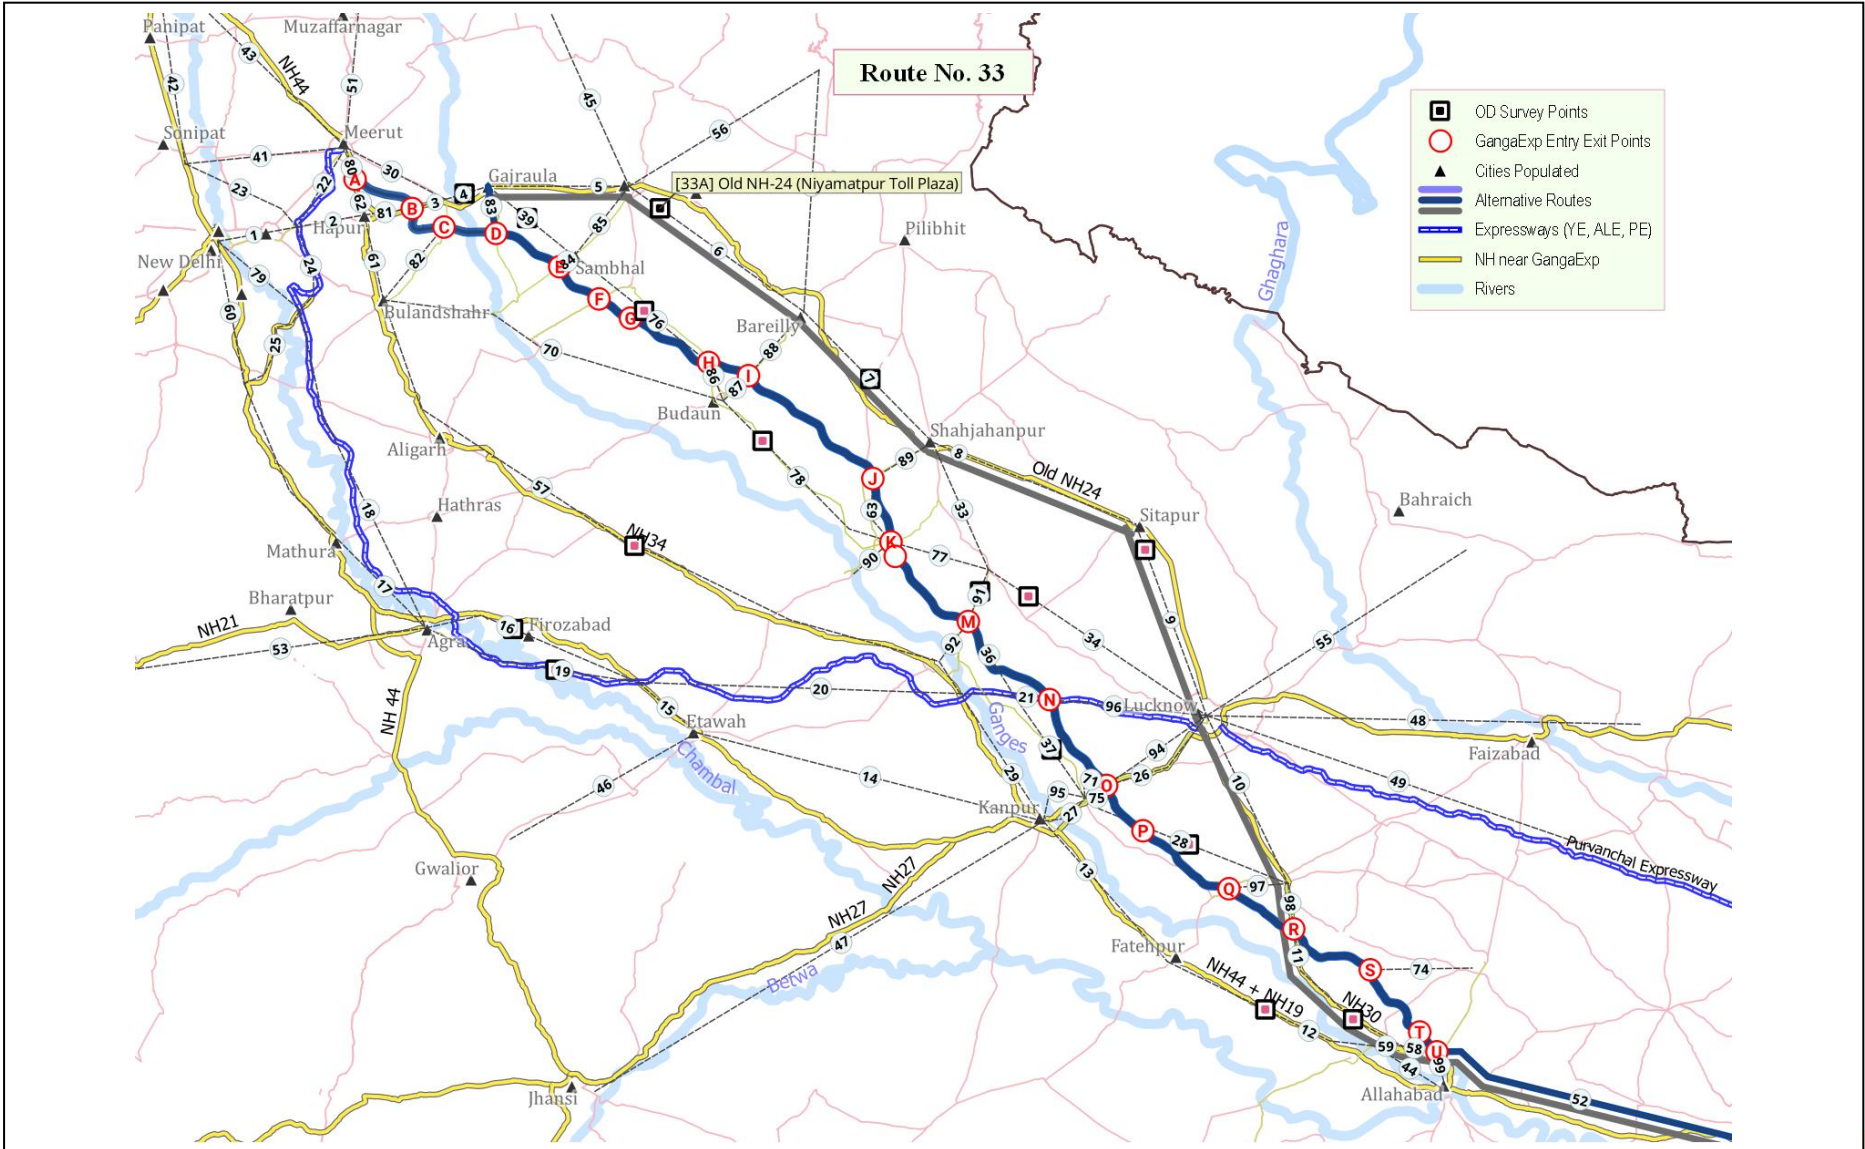 Panipat
Muzaffarnagar
43
42
NH44
51
45
Route No. 33
56
Sonipat
Meerut
41
80
30
A
23
22
Gajraula
4
5
[33A] Old NH-24 (Niyamatpur Toll Plaza)
62
81
3
83
39
85
B
2
Hapur
C
D
1
New Delhi
82
61
6
Pilibhit
79
24
E
84
Sambhal
60
Bulandshahr
F
G
76
Bareilly
25
70
88
H
86
I
87
7
Budaun
Aligarh
Shahjahanpur
89
8
Old NH24
57
78
J
Hathras
18
63
33
Sitapur
Bahraich
NH34
Mathura
K
90
77
17
Bharatpur
91
NH21
16
Firozabad
M
9
34
55
53
Agra
92
36
19
20
21
N
96
Lucknow
NH 44
15
Etawah
48
Faizabad
Ganges
37
94
Chambal
46
14
29
71
O
26
10
49
95
75
Kanpur
27
P
28
Purvanchal Expressway
Gwalior
NH27
13
Q
97
98
NH27
47
R
Fatehpur
11
Betwa
NH44 + NH19
S
74
NH30
12
T
59
58
U
44
99
Jhansi
Allahabad
52
Ghaghara
OD Survey Points
GangaExp Entry Exit Points
Cities Populated
Alternative Routes
Expressways (YE, ALE, PE)
NH near GangaExp
Rivers